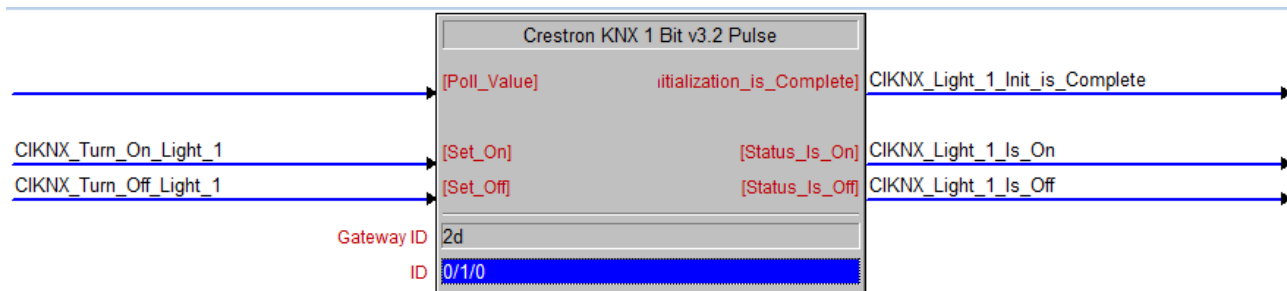 Crestron KNX 1 Bit v3.2 Pulse
[Poll_Value] itialization_is_Complete] CIKNX_Light_1_Init_is_Complete
CIKNX_Turn_On_Light_1 [Set_On] [Status_Is_On] CIKNX_Light_1_Is_On
CIKNX_Turn_Off_Light_1 [Set_Off] [Status_Is_Off] CIKNX_Light_1_Is_Off
Gateway ID 2d
ID 0/1/0